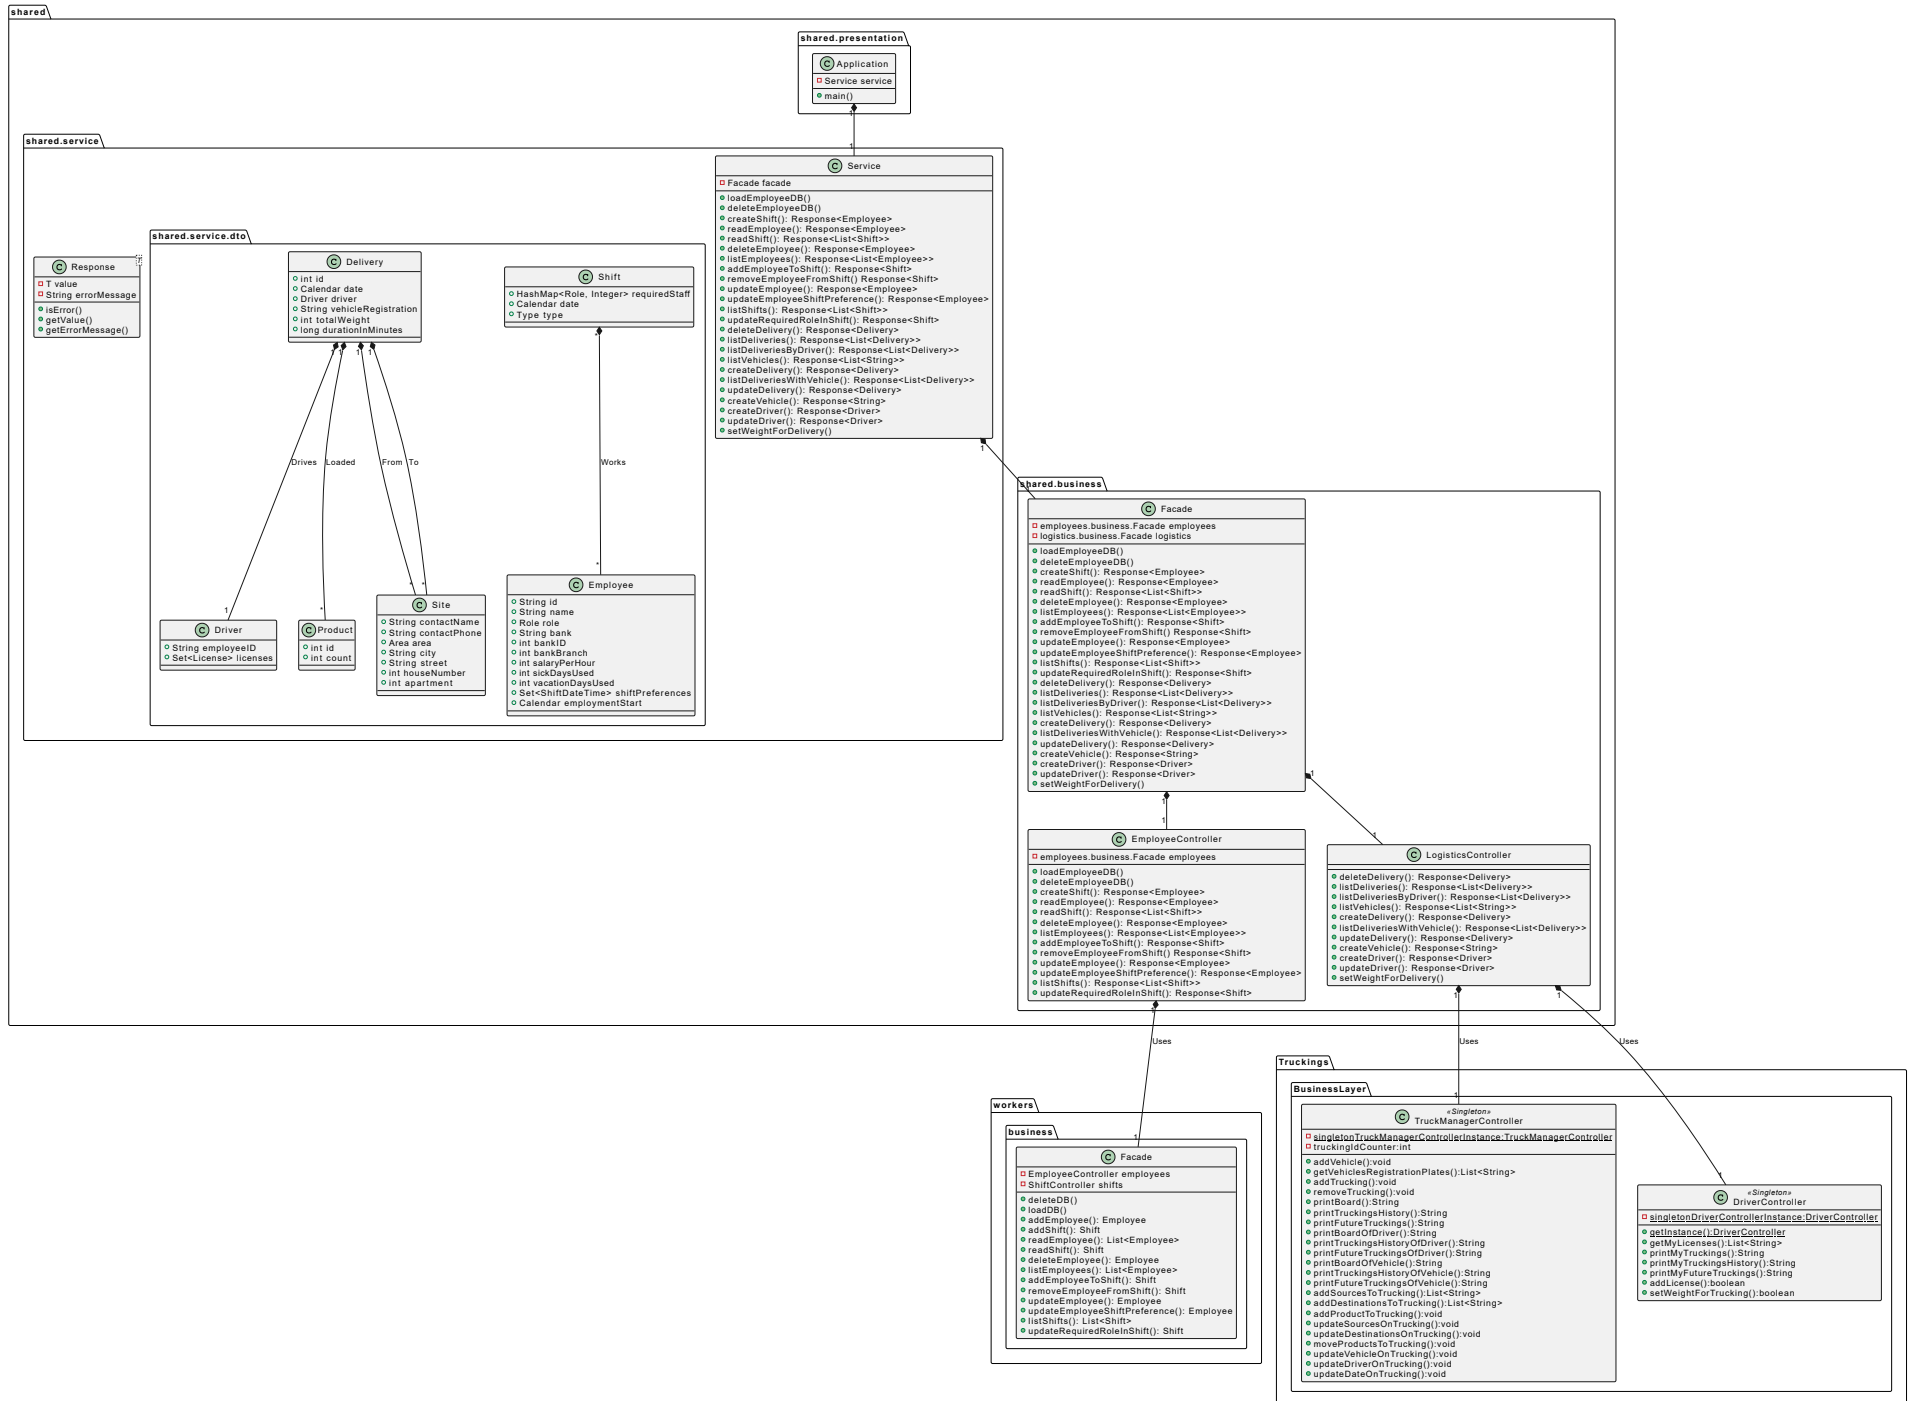 shared
shared.presentation
C Application
Service service
main()
1
1
shared.service
C Service
Facade facade
loadEmployeeDB()
deleteEmployeeDB()
createShift(): Response<Employee>
readEmployee(): Response<Employee>
readShift(): Response<List<Shift>>
deleteEmployee(): Response<Employee>
listEmployees(): Response<List<Employee>>
addEmployeeToShift(): Response<Shift>
removeEmployeeFromShift() Response<Shift>
updateEmployee(): Response<Employee>
updateEmployeeShiftPreference(): Response<Employee>
listShifts(): Response<List<Shift>>
updateRequiredRoleInShift(): Response<Shift>
deleteDelivery(): Response<Delivery>
listDeliveries(): Response<List<Delivery>>
listDeliveriesByDriver(): Response<List<Delivery>>
listVehicles(): Response<List<String>>
createDelivery(): Response<Delivery>
listDeliveriesWithVehicle(): Response<List<Delivery>>
updateDelivery(): Response<Delivery>
createVehicle(): Response<String>
createDriver(): Response<Driver>
updateDriver(): Response<Driver>
setWeightForDelivery()
1
C Response
T value
String errorMessage
isError()
getValue()
getErrorMessage()
shared.service.dto
C Delivery
int id
Calendar date
Driver driver
String vehicleRegistration
int totalWeight
long durationInMinutes
1 1 1 1
C Shift
HashMap<Role, Integer> requiredStaff
Calendar date
Type type
*
Drives Loaded From To
Works
1 * * * *
C Driver
String employeeID
Set<License> licenses
C Product
int id
int count
C Site
String contactName
String contactPhone
Area area
String city
String street
int houseNumber
int apartment
C Employee
String id
String name
Role role
String bank
int bankID
int bankBranch
int salaryPerHour
int sickDaysUsed
int vacationDaysUsed
Set<ShiftDateTime> shiftPreferences
Calendar employmentStart
shared.business
C Facade
employees.business.Facade employees
logistics.business.Facade logistics
loadEmployeeDB()
deleteEmployeeDB()
createShift(): Response<Employee>
readEmployee(): Response<Employee>
readShift(): Response<List<Shift>>
deleteEmployee(): Response<Employee>
listEmployees(): Response<List<Employee>>
addEmployeeToShift(): Response<Shift>
removeEmployeeFromShift() Response<Shift>
updateEmployee(): Response<Employee>
updateEmployeeShiftPreference(): Response<Employee>
listShifts(): Response<List<Shift>>
updateRequiredRoleInShift(): Response<Shift>
deleteDelivery(): Response<Delivery>
listDeliveries(): Response<List<Delivery>>
listDeliveriesByDriver(): Response<List<Delivery>>
listVehicles(): Response<List<String>>
createDelivery(): Response<Delivery>
listDeliveriesWithVehicle(): Response<List<Delivery>>
updateDelivery(): Response<Delivery>
createVehicle(): Response<String>
createDriver(): Response<Driver>
updateDriver(): Response<Driver>
setWeightForDelivery()
1 1
1 1
C EmployeeController
employees.business.Facade employees
loadEmployeeDB()
deleteEmployeeDB()
createShift(): Response<Employee>
readEmployee(): Response<Employee>
readShift(): Response<List<Shift>>
deleteEmployee(): Response<Employee>
listEmployees(): Response<List<Employee>>
addEmployeeToShift(): Response<Shift>
removeEmployeeFromShift() Response<Shift>
updateEmployee(): Response<Employee>
updateEmployeeShiftPreference(): Response<Employee>
listShifts(): Response<List<Shift>>
updateRequiredRoleInShift(): Response<Shift>
C LogisticsController
deleteDelivery(): Response<Delivery>
listDeliveries(): Response<List<Delivery>>
listDeliveriesByDriver(): Response<List<Delivery>>
listVehicles(): Response<List<String>>
createDelivery(): Response<Delivery>
listDeliveriesWithVehicle(): Response<List<Delivery>>
updateDelivery(): Response<Delivery>
createVehicle(): Response<String>
createDriver(): Response<Driver>
updateDriver(): Response<Driver>
setWeightForDelivery()
1 1 1
Uses Uses Uses
workers
business
1
C Facade
EmployeeController employees
ShiftController shifts
deleteDB()
loadDB()
addEmployee(): Employee
addShift(): Shift
readEmployee(): List<Employee>
readShift(): Shift
deleteEmployee(): Employee
listEmployees(): List<Employee>
addEmployeeToShift(): Shift
removeEmployeeFromShift(): Shift
updateEmployee(): Employee
updateEmployeeShiftPreference(): Employee
listShifts(): List<Shift>
updateRequiredRoleInShift(): Shift
Truckings
BusinessLayer
1
«Singleton»
C TruckManagerController
singletonTruckManagerControllerInstance:TruckManagerController
truckingIdCounter:int
addVehicle():void
getVehiclesRegistrationPlates():List<String>
addTrucking():void
removeTrucking():void
printBoard():String
printTruckingsHistory():String
printFutureTruckings():String
printBoardOfDriver():String
printTruckingsHistoryOfDriver():String
printFutureTruckingsOfDriver():String
printBoardOfVehicle():String
printTruckingsHistoryOfVehicle():String
printFutureTruckingsOfVehicle():String
addSourcesToTrucking():List<String>
addDestinationsToTrucking():List<String>
addProductToTrucking():void
updateSourcesOnTrucking():void
updateDestinationsOnTrucking():void
moveProductsToTrucking():void
updateVehicleOnTrucking():void
updateDriverOnTrucking():void
updateDateOnTrucking():void
1
«Singleton»
C DriverController
singletonDriverControllerInstance:DriverController
getInstance():DriverController
getMyLicenses():List<String>
printMyTruckings():String
printMyTruckingsHistory():String
printMyFutureTruckings():String
addLicense():boolean
setWeightForTrucking():boolean